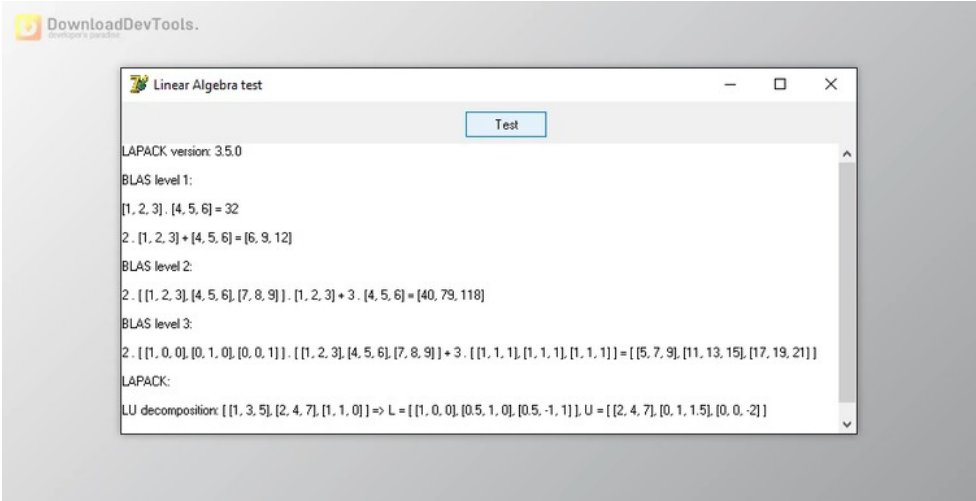 DownloadDevTools.
developer's paradise
Linear Algebra test
Test
LAPACK version: 3.5.0
BLAS level 1:
[1, 2, 3] . [4, 5, 6] = 32
2 . [1, 2, 3] + [4, 5, 6] = [6, 9, 12]
BLAS level 2:
2 . [ [1, 2, 3], [4, 5, 6], [7, 8, 9] ] . [1, 2, 3] + 3 . [4, 5, 6] = [40, 79, 118]
BLAS level 3:
2 . [ [1, 0, 0], [0, 1, 0], [0, 0, 1] ] . [ [1, 2, 3], [4, 5, 6], [7, 8, 9] ] + 3 . [ [1, 1, 1], [1, 1, 1], [1, 1, 1] ] = [ [5, 7, 9], [11, 13, 15], [17, 19, 21] ]
LAPACK:
LU decomposition: [ [1, 3, 5], [2, 4, 7], [1, 1, 0] ] => L = [ [1, 0, 0], [0.5, 1, 0], [0.5, -1, 1] ], U = [ [2, 4, 7], [0, 1, 1.5], [0, 0, -2] ]